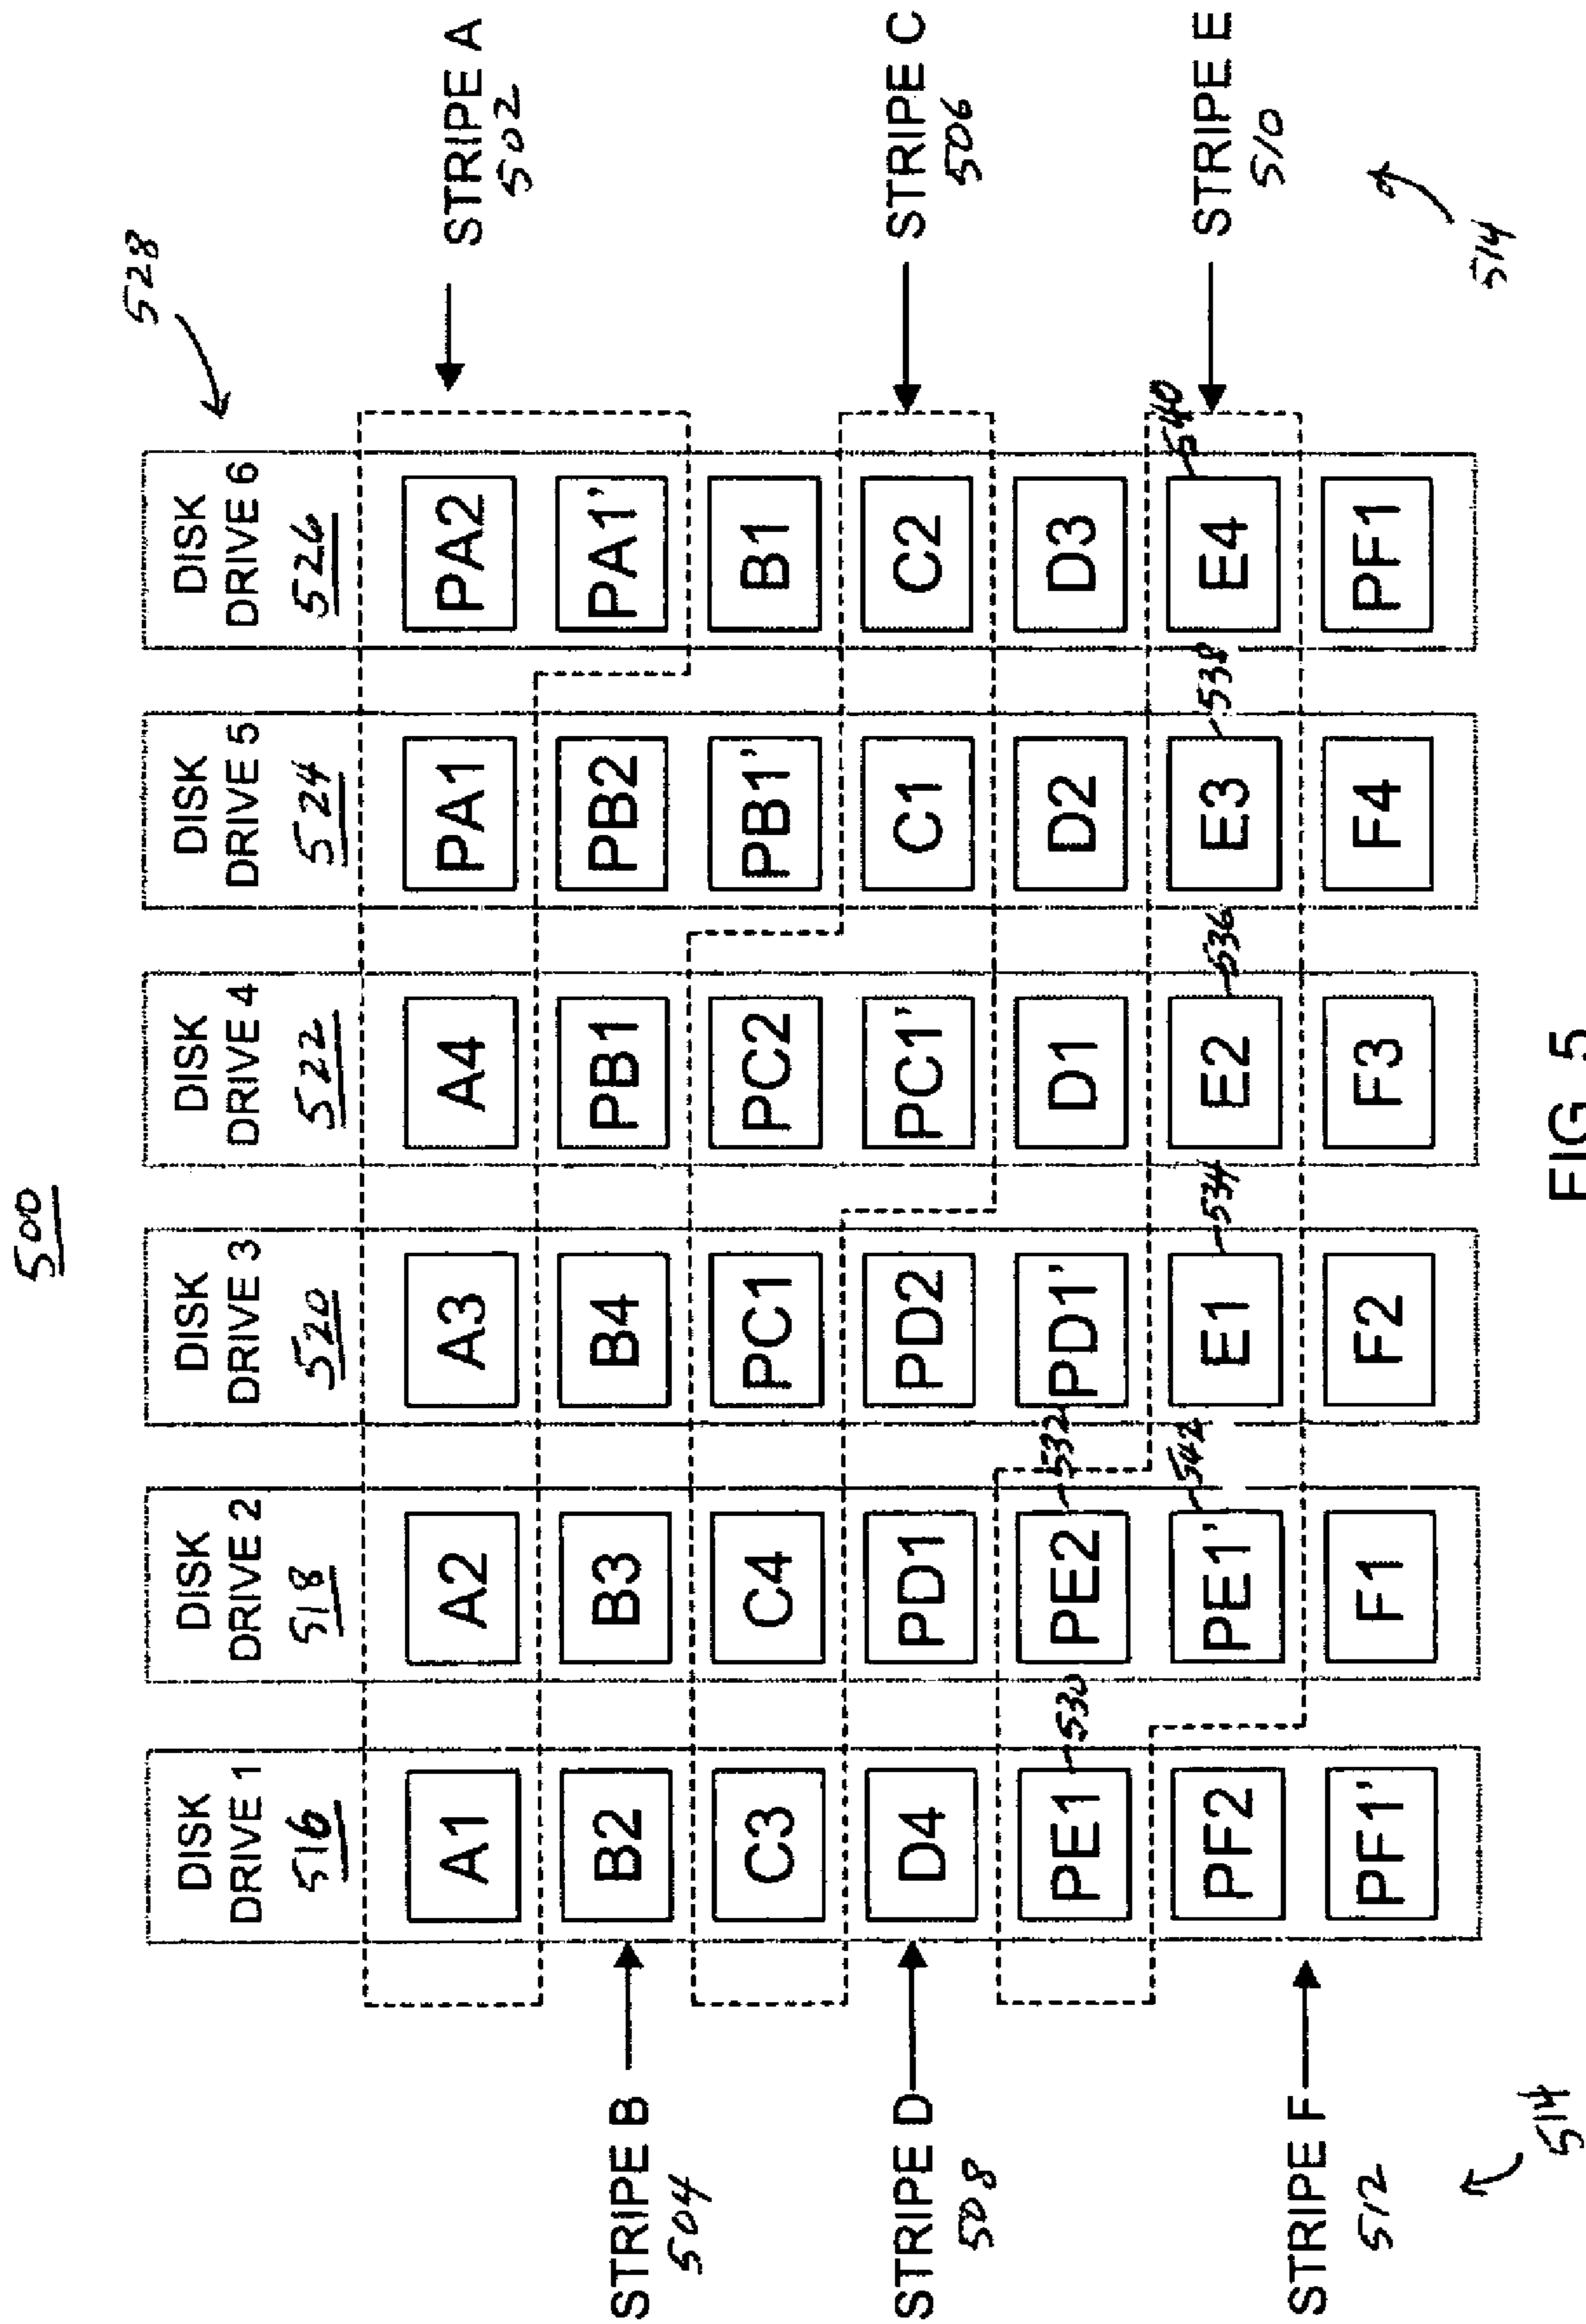 500
528
DISK DRIVE 1 516
DISK DRIVE 2 518
DISK DRIVE 3 520
DISK DRIVE 4 522
DISK DRIVE 5 524
DISK DRIVE 6 526
A1 A2 A3 A4 PA1 PA2
STRIPE A 502
STRIPE B 504
B2 B3 B4 PB1 PB2 PA1'
C3 C4 PC1 PC2 PB1' B1
STRIPE D 508
D4 PD1 PD2 PC1' C1 C2
STRIPE C 506
PE1 530 PE2 532 PD1' D1 D2 D3
PF2 PE1' 542 E1 534 E2 536 E3 538 E4 540
STRIPE E 510
STRIPE F 512
PF1' F1 F2 F3 F4 PF1
514
514
FIG. 5